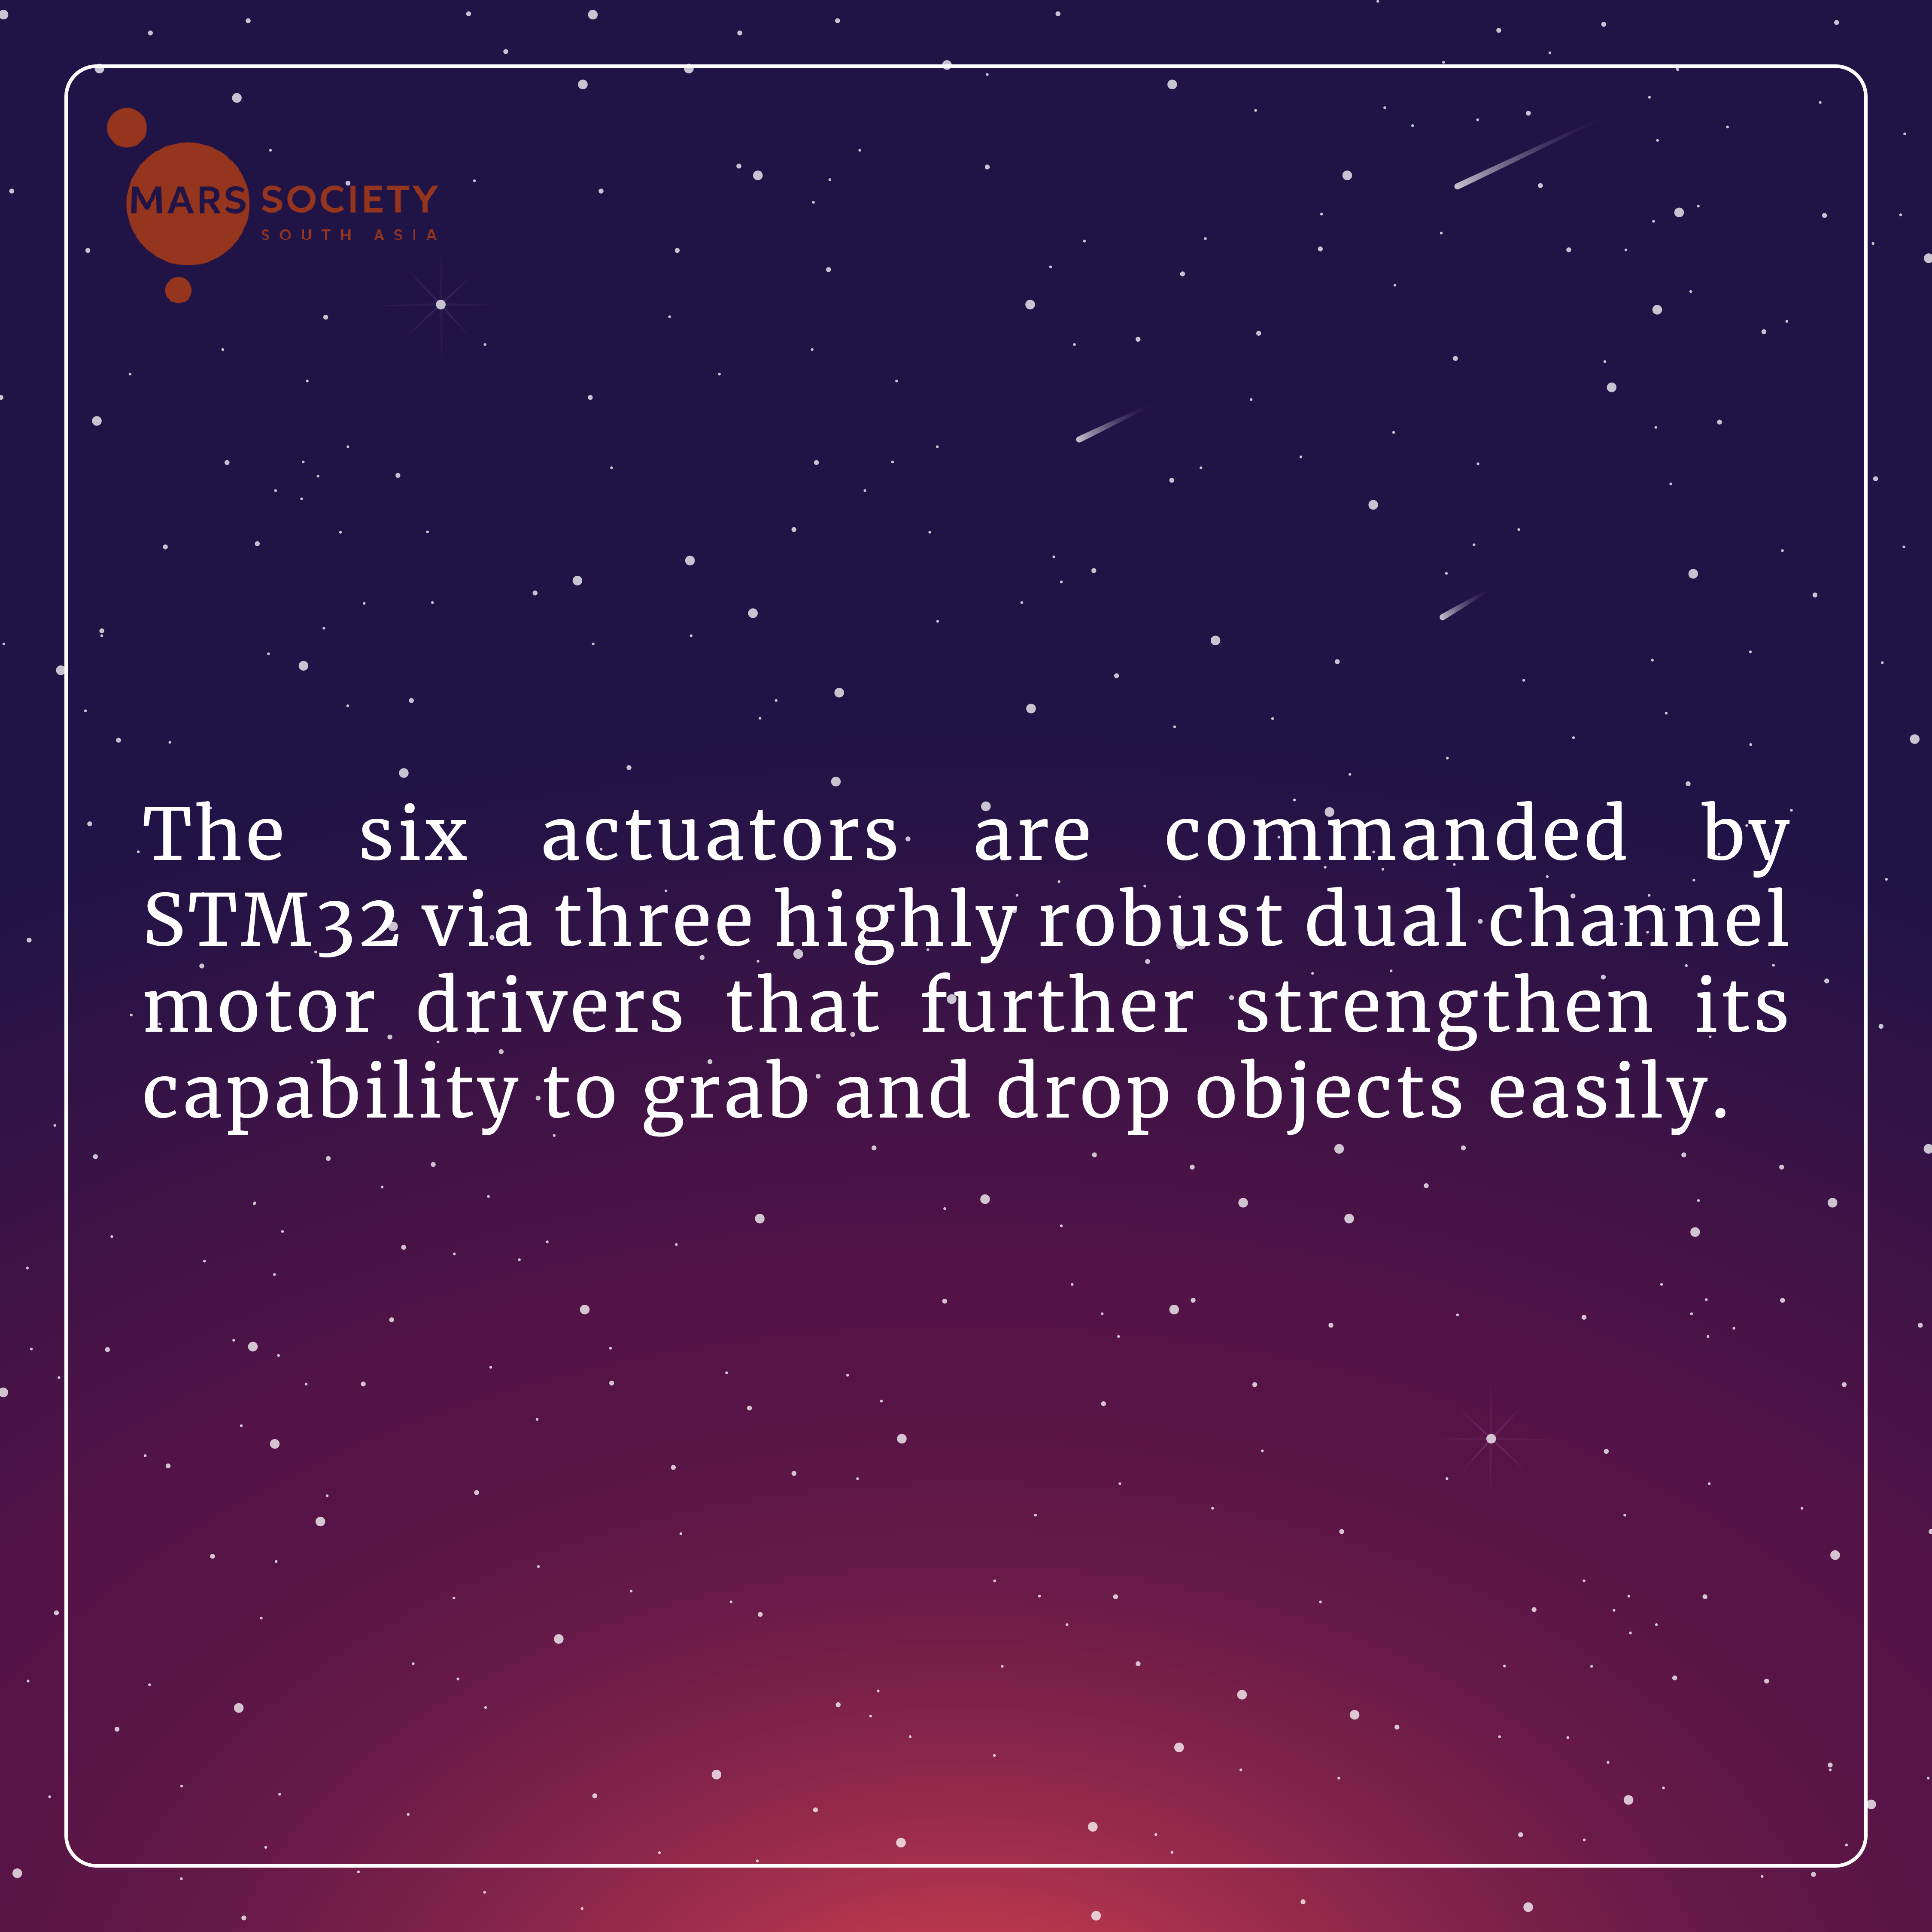 MARS SOCIETY
SOUTH ASIA
The six actuators are commanded by
STM32 via three highly robust dual channel
motor drivers that further strengthen its
capability to grab and drop objects easily.